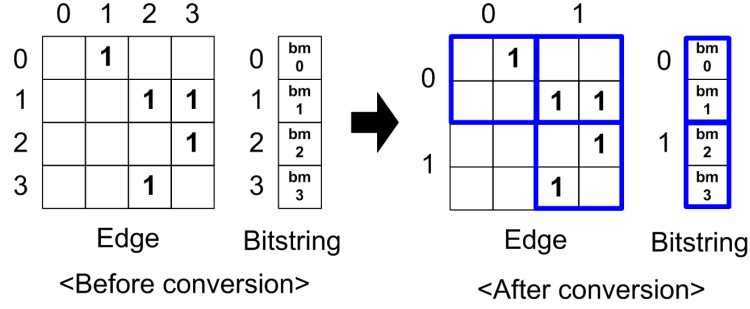 0 1 2 3
0 1
1 1 1
2 1
3 1
0 bm 0
1 bm 1
2 bm 2
3 bm 3
Edge
Bitstring
<Before conversion>
0 1
0
1
1
1 1
1
1
0
bm 0
bm 1
1
bm 2
bm 3
Edge
Bitstring
<After conversion>